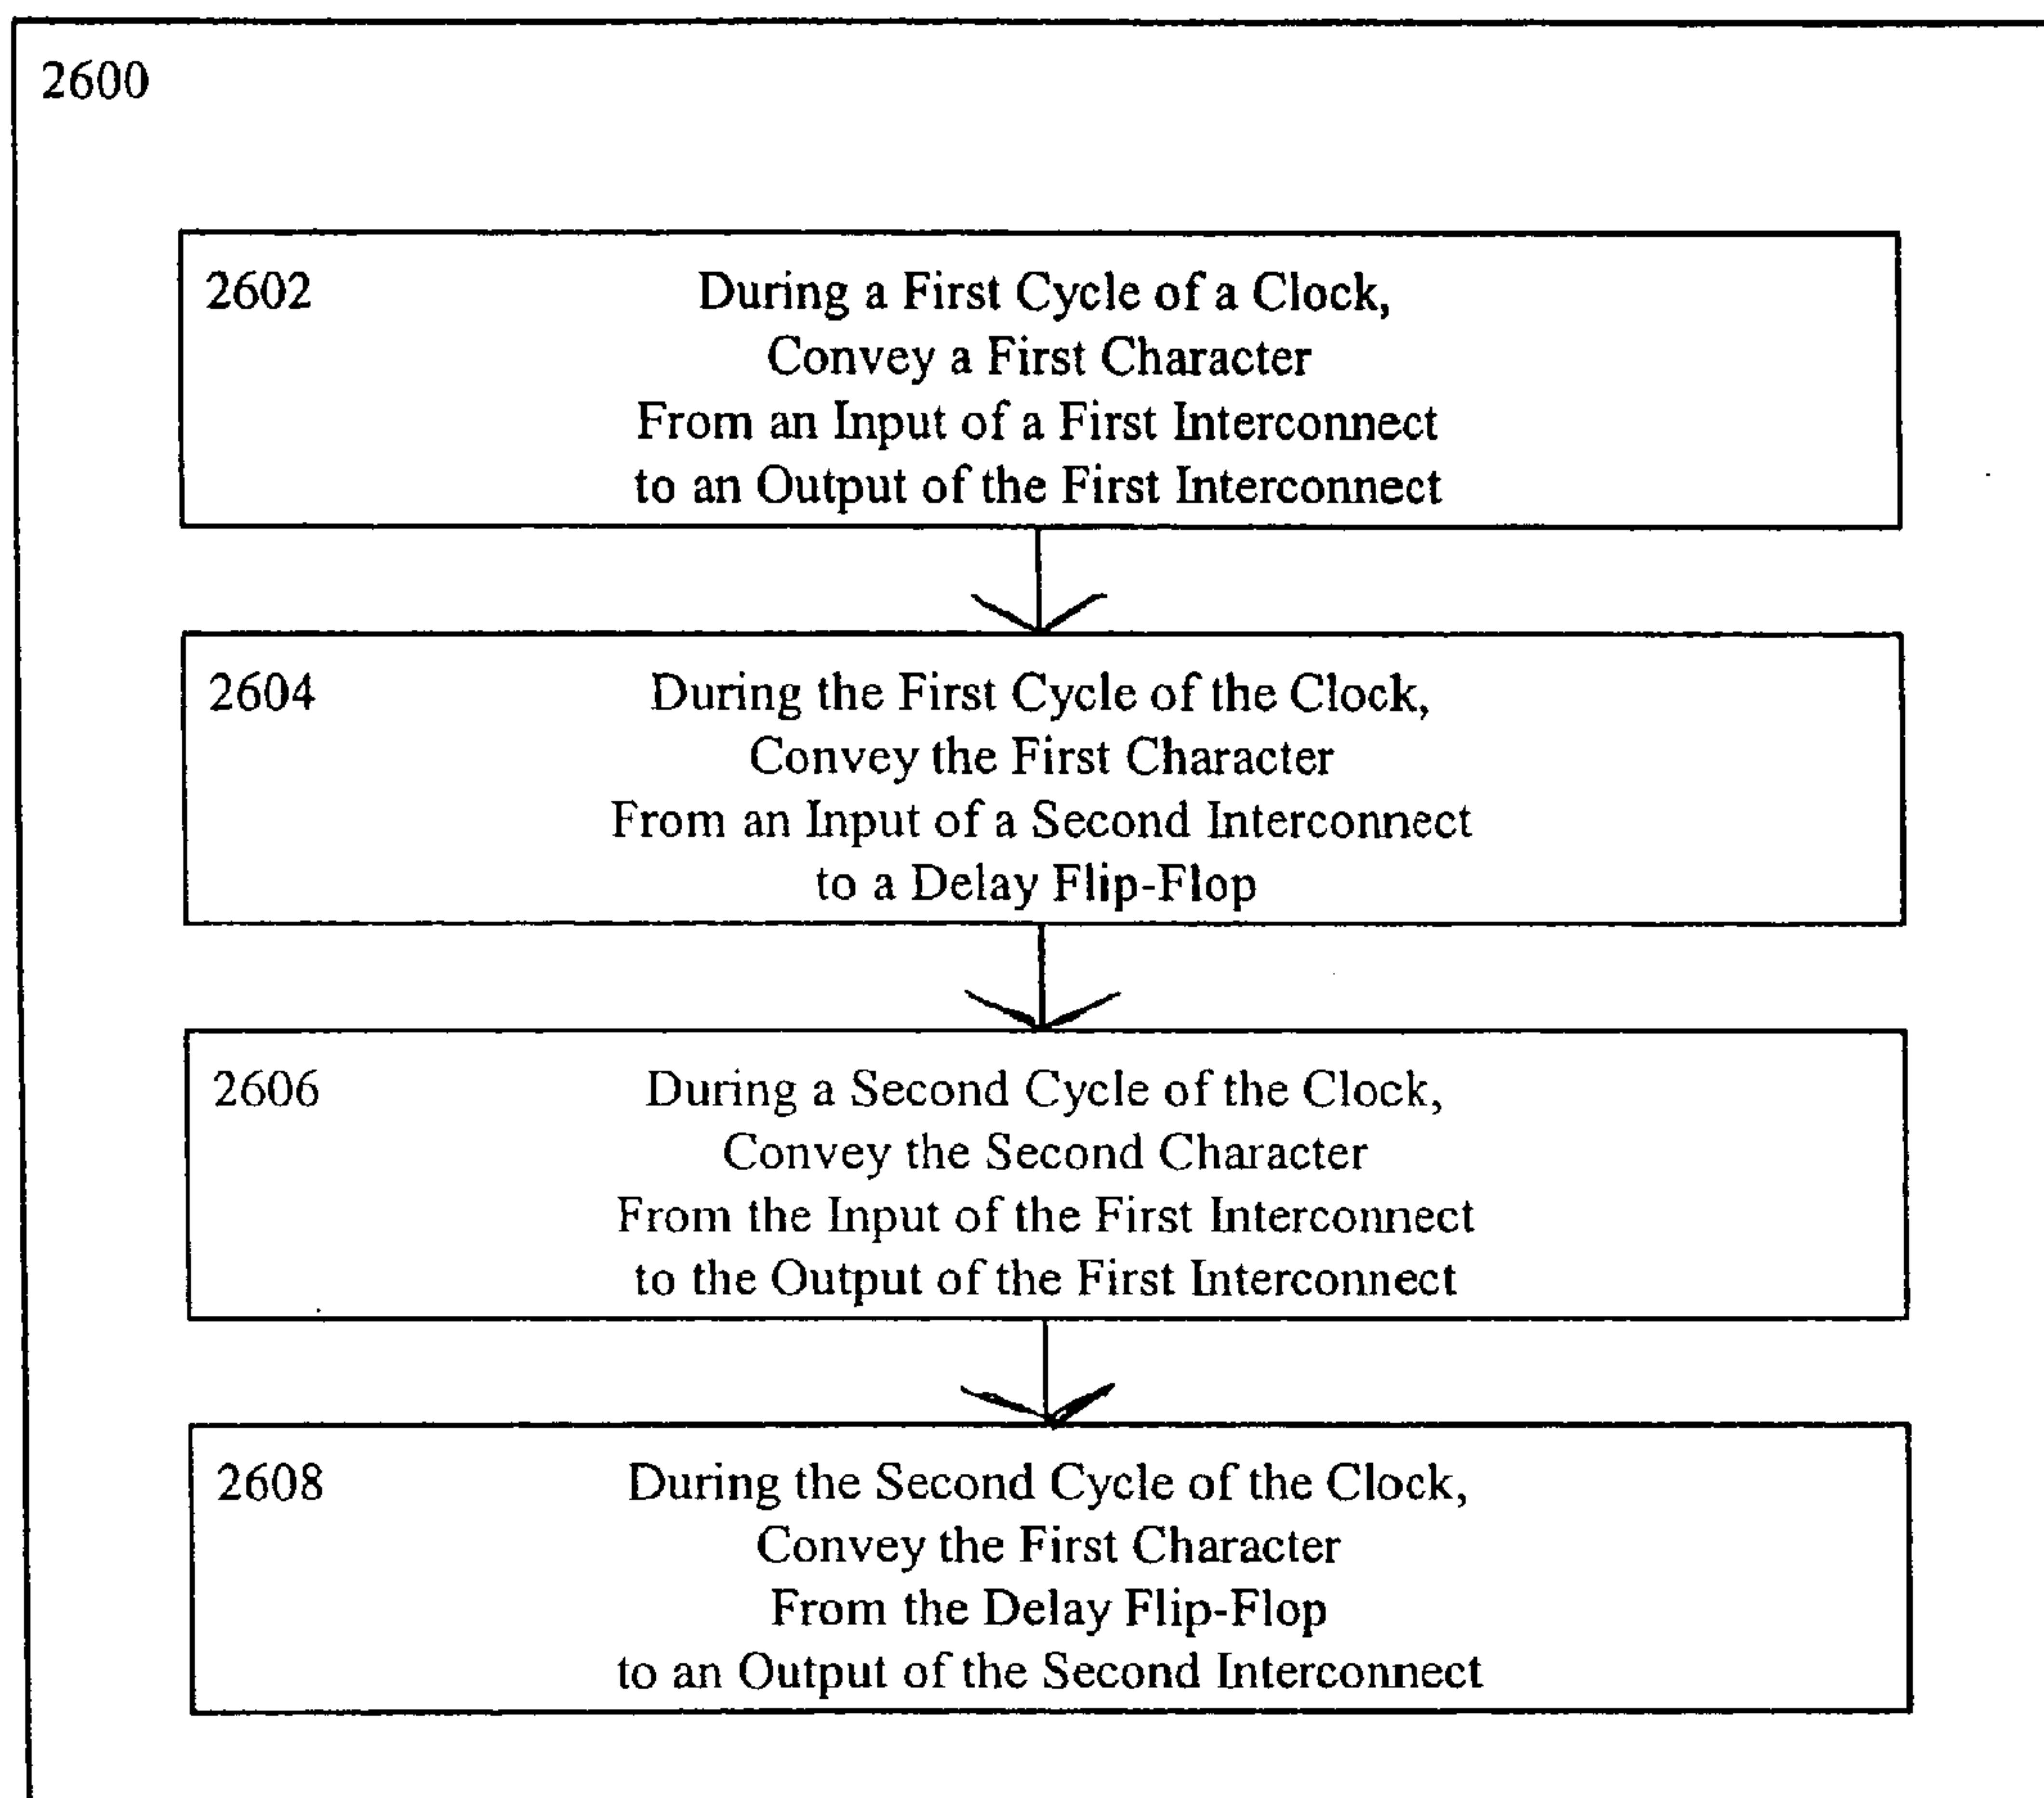 2600
2602 During a First Cycle of a Clock,
Convey a First Character
From an Input of a First Interconnect
to an Output of the First Interconnect
2604 During the First Cycle of the Clock,
Convey the First Character
From an Input of a Second Interconnect
to a Delay Flip-Flop
2606 During a Second Cycle of the Clock,
Convey the Second Character
From the Input of the First Interconnect
to the Output of the First Interconnect
2608 During the Second Cycle of the Clock,
Convey the First Character
From the Delay Flip-Flop
to an Output of the Second Interconnect